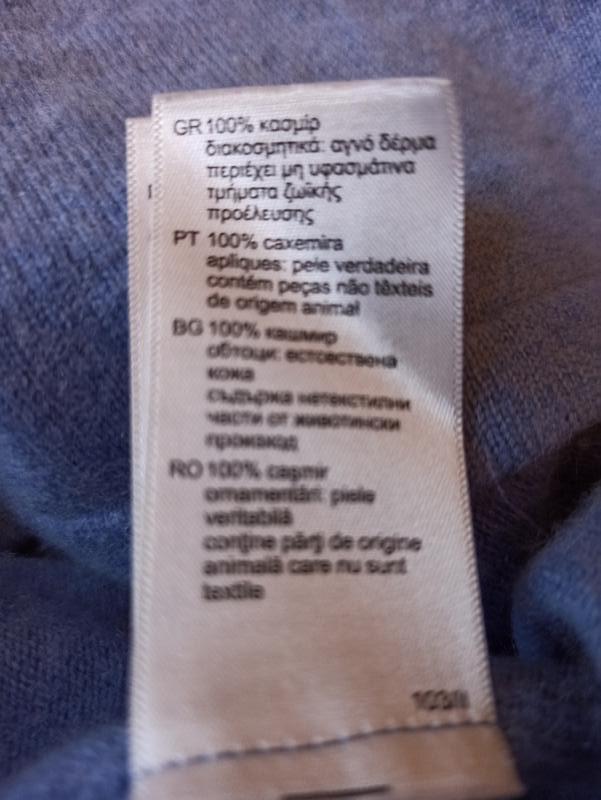 GR 100% κασμίρ
διακοσμητικά: αγνό δέρμα
περιέχει μη υφασμάτινα
τμήματα ζωϊκής
προέλευσης
PT 100% caxemira
apliques: pele verdadeira
contém peças não têxteis
de origem animal
BG 100% кашмир
обтоци: естествена
кожа
съдържа нетекстилни
части от животински
произход
RO 100% caşmir
ornamentări: piele
veritabilă
conţine părţi de origine
animală care nu sunt
textile